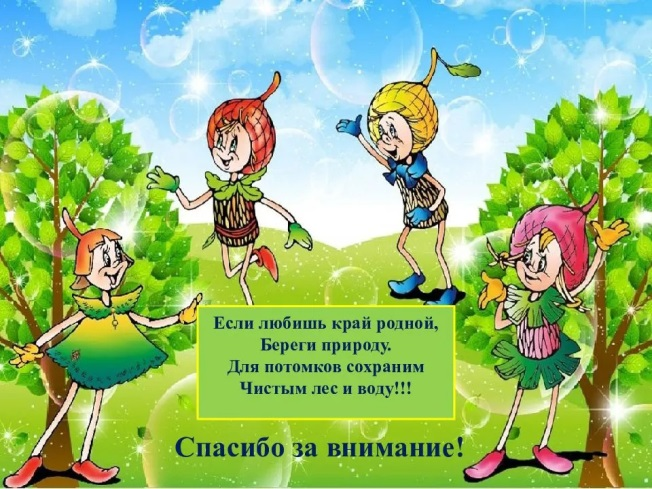 Если любишь край родной,
Береги природу.
Для потомков сохраним
Чистым лес и воду!!!
Спасибо за внимание!